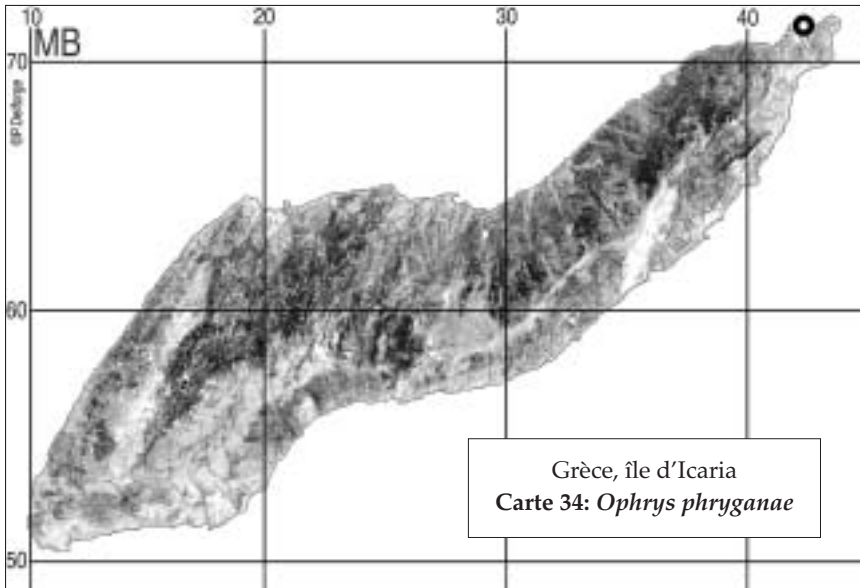 10 20 30 40
MB
70
©P.Delforge
60
50
Grèce, île d'Icaria
Carte 34: Ophrys phryganae